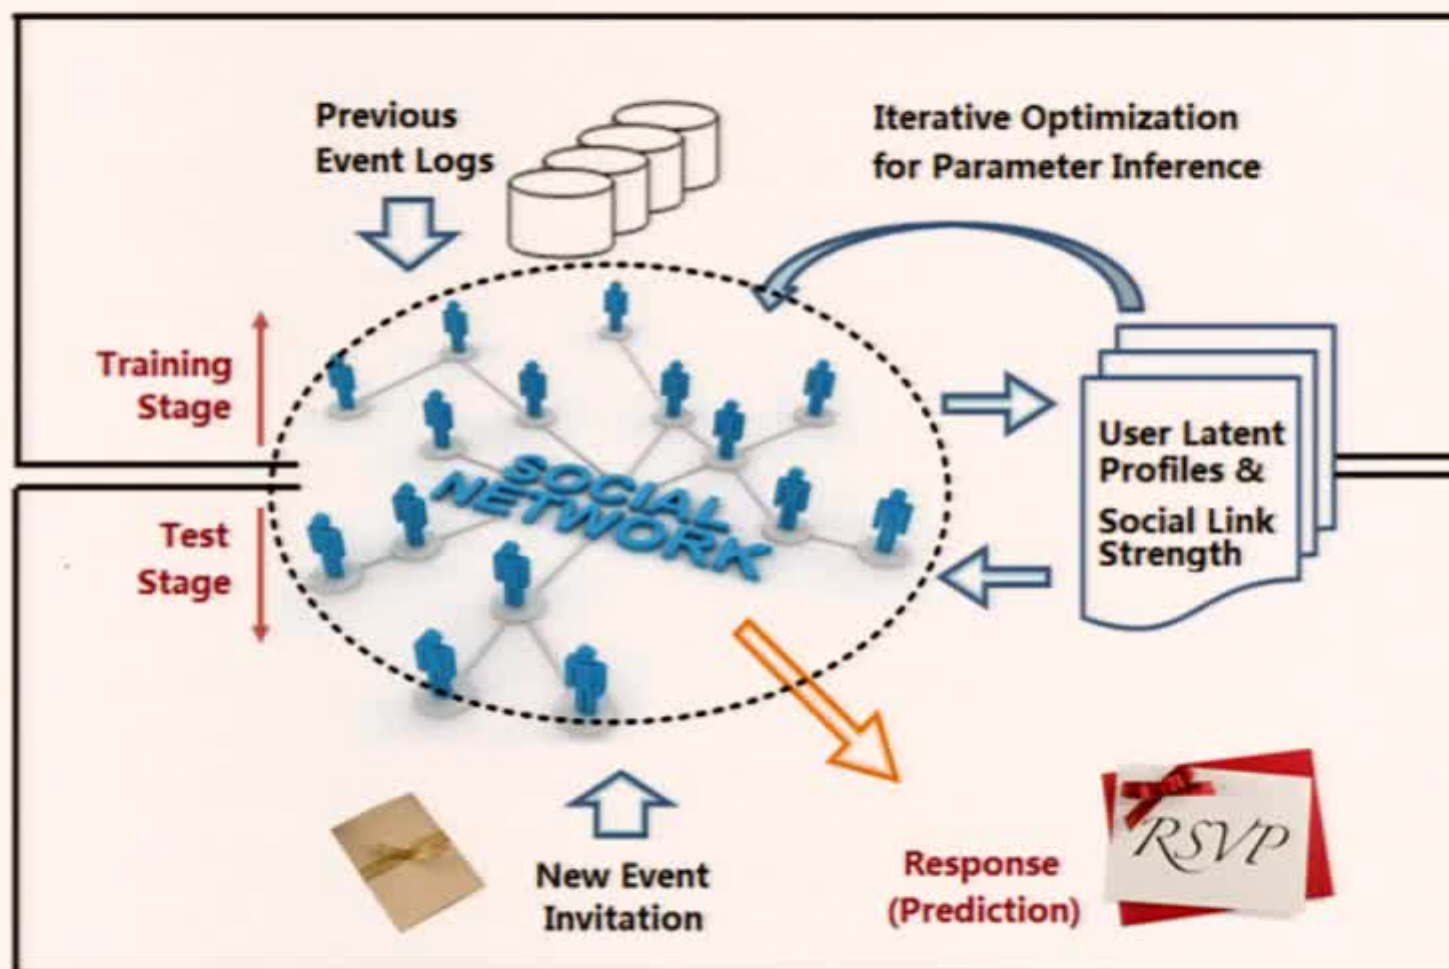 Previous
Event Logs
Iterative Optimization
for Parameter Inference
Training
Stage
User Latent
Profiles &
Social Link
Strength
SOCIAL
NETWORK
Test
Stage
New Event
Invitation
Response
(Prediction)
RSVP